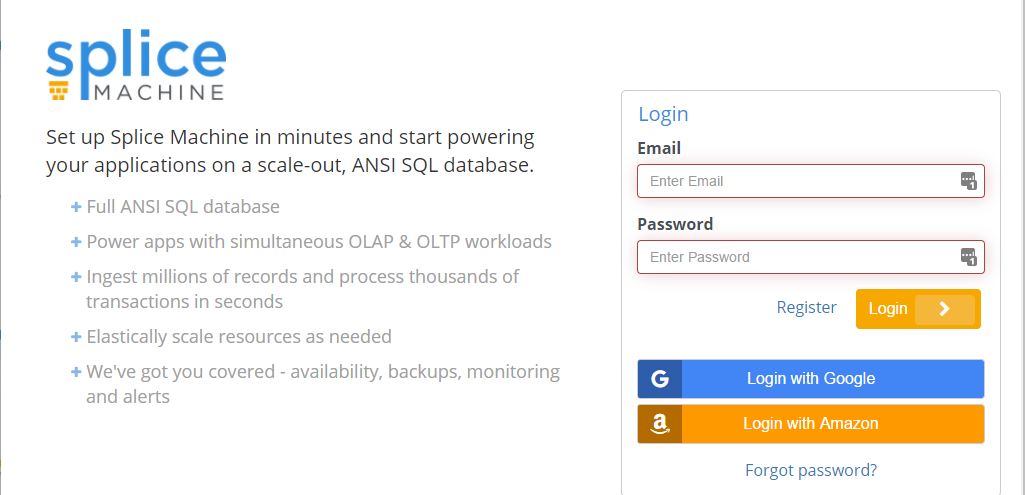 splice
MACHINE
Set up Splice Machine in minutes and start powering
your applications on a scale-out, ANSI SQL database.
+ Full ANSI SQL database
+ Power apps with simultaneous OLAP & OLTP workloads
+ Ingest millions of records and process thousands of
transactions in seconds
+ Elastically scale resources as needed
+ We've got you covered - availability, backups, monitoring
and alerts
Login
Email
Enter Email
1
Password
Enter Password
1
Register
Login
G
Login with Google
a
Login with Amazon
Forgot password?